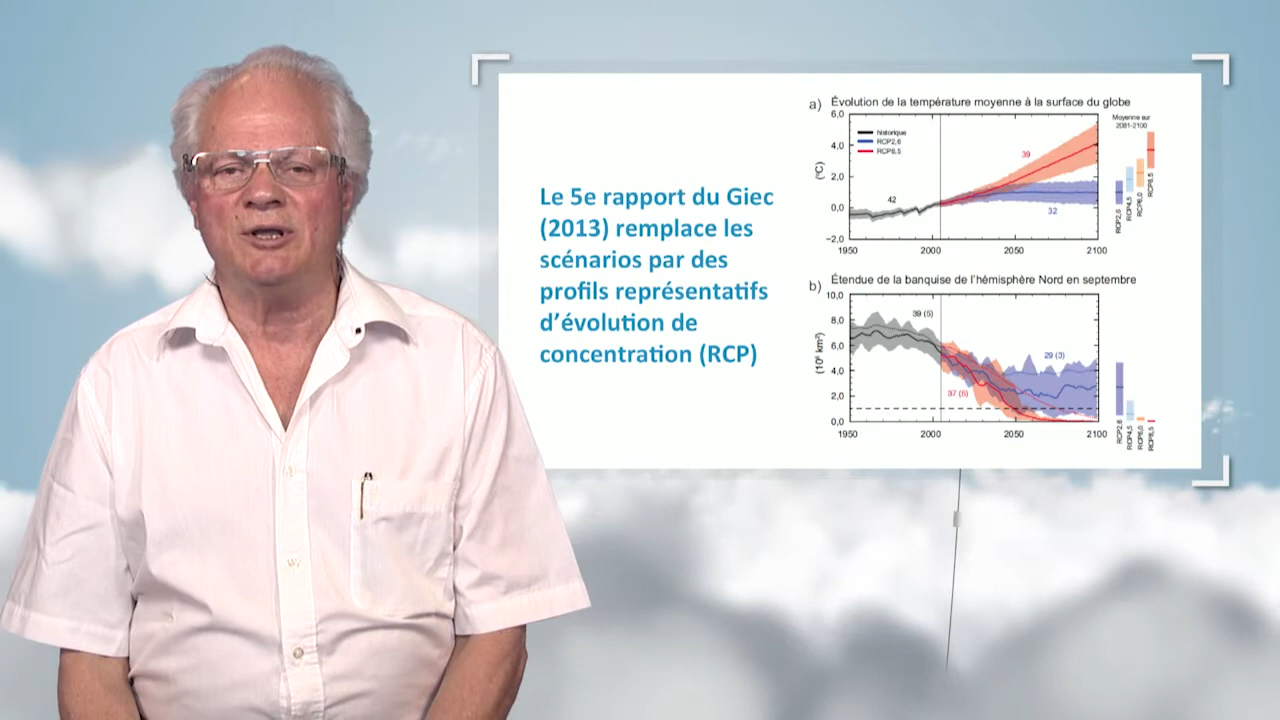 Le 5e rapport du Giec
(2013) remplace les
scénarios par des
profils représentatifs
d'évolution de
concentration (RCP)
a) Évolution de la température moyenne à la surface du globe
6,0
4,0
2,0
0,0
−2,0
(°C)
historique
RCP2,6
RCP8,5
42
39
32
1950 2000 2050 2100
Moyenne sur
2081-2100
RCP2,6
RCP4,5
RCP6,0
RCP8,5
b) Étendue de la banquise de l'hémisphère Nord en septembre
10,0
8,0
6,0
4,0
2,0
0,0
(10⁶ km²)
39 (5)
29 (3)
37 (5)
1950 2000 2050 2100
RCP2,6
RCP4,5
RCP6,0
RCP8,5